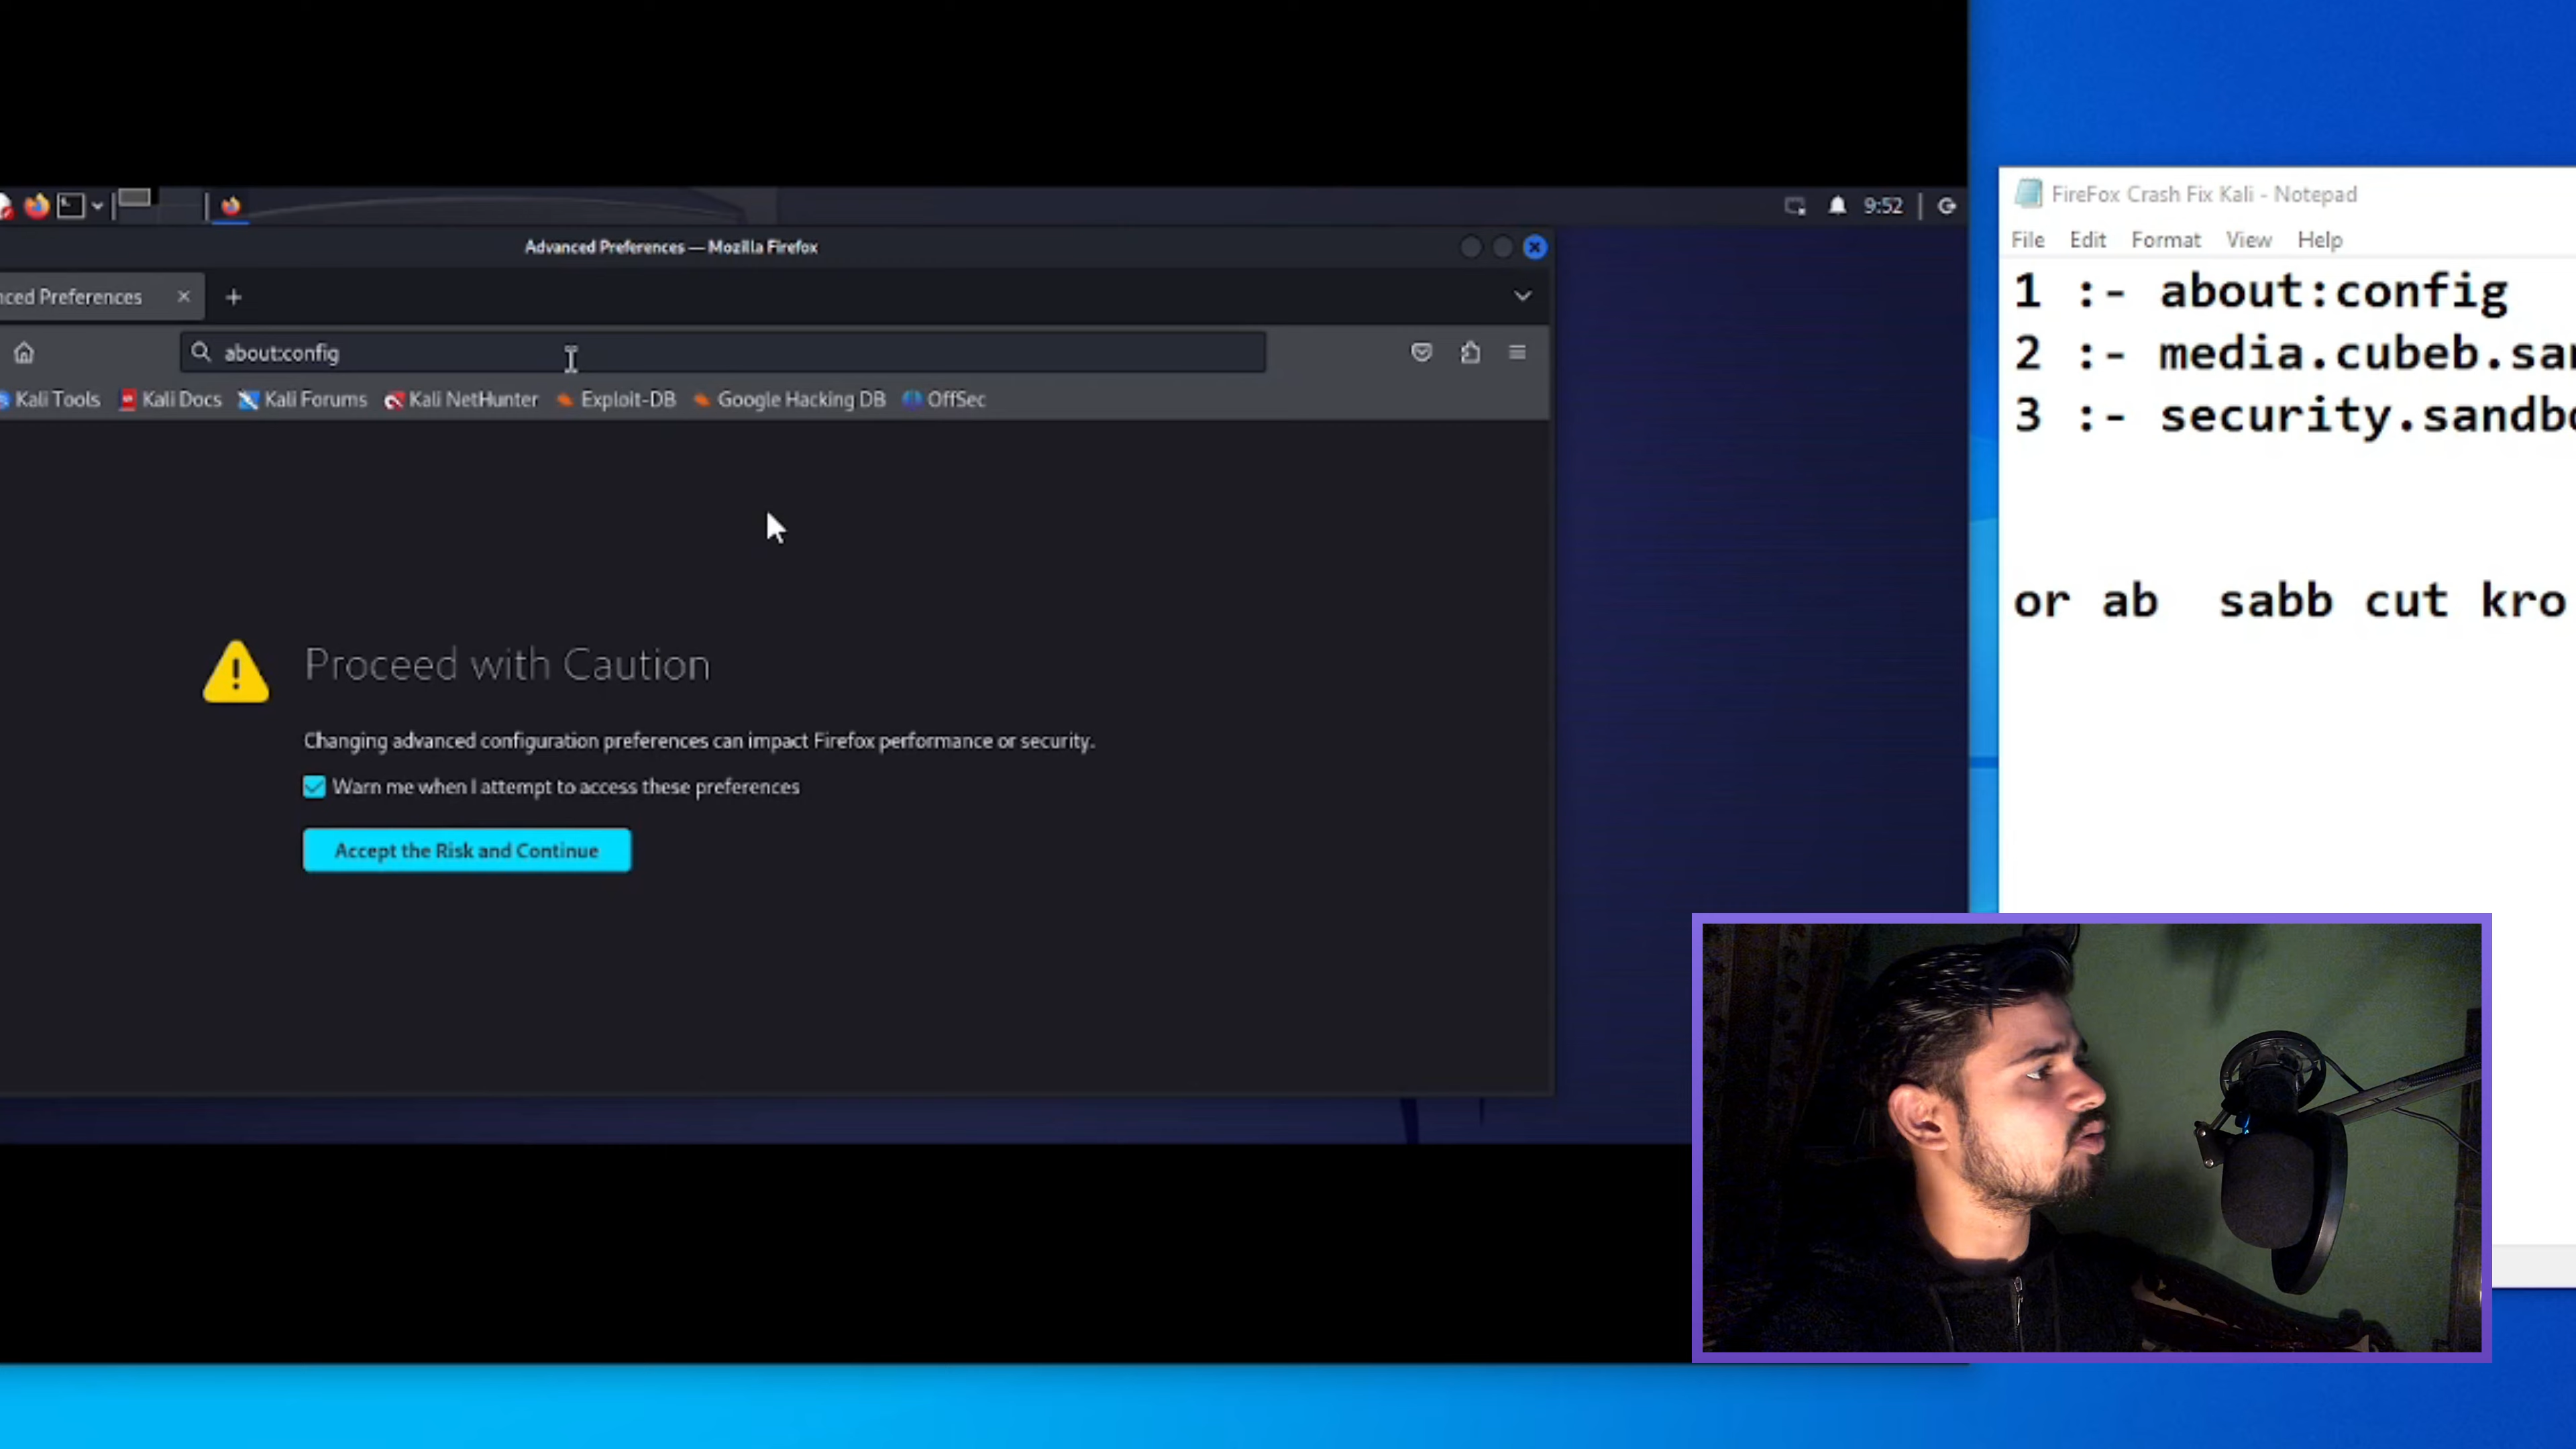 9:52
Advanced Preferences — Mozilla Firefox
ced Preferences
about:config
Kali Tools Kali Docs Kali Forums Kali NetHunter Exploit-DB Google Hacking DB OffSec
Proceed with Caution
Changing advanced configuration preferences can impact Firefox performance or security.
Warn me when I attempt to access these preferences
Accept the Risk and Continue
FireFox Crash Fix Kali - Notepad
File Edit Format View Help
1 :- about:config
2 :- media.cubeb.san
3 :- security.sandbo
or ab sabb cut kro